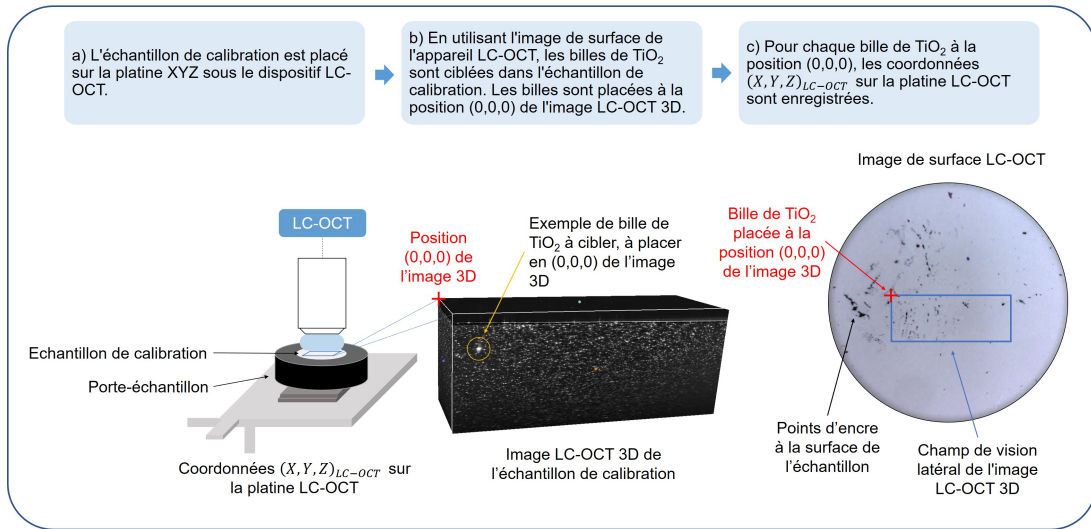 a) L'échantillon de calibration est placé
sur la platine XYZ sous le dispositif LC-
OCT.
b) En utilisant l'image de surface de
l'appareil LC-OCT, les billes de TiO₂
sont ciblées dans l'échantillon de
calibration. Les billes sont placées à la
position (0,0,0) de l'image LC-OCT 3D.
c) Pour chaque bille de TiO₂ à la
position (0,0,0), les coordonnées
(X,Y,Z)LC−OCT sur la platine LC-OCT
sont enregistrées.
Image de surface LC-OCT
LC-OCT
Position
(0,0,0) de
l'image 3D
Exemple de bille de
TiO₂ à cibler, à placer
en (0,0,0) de l'image
3D
Bille de TiO₂
placée à la
position (0,0,0)
de l'image 3D
Echantillon de calibration
Porte-échantillon
Coordonnées (X,Y,Z)LC−OCT sur
la platine LC-OCT
Image LC-OCT 3D de
l'échantillon de calibration
Points d'encre
à la surface de
l'échantillon
Champ de vision
latéral de l'image
LC-OCT 3D